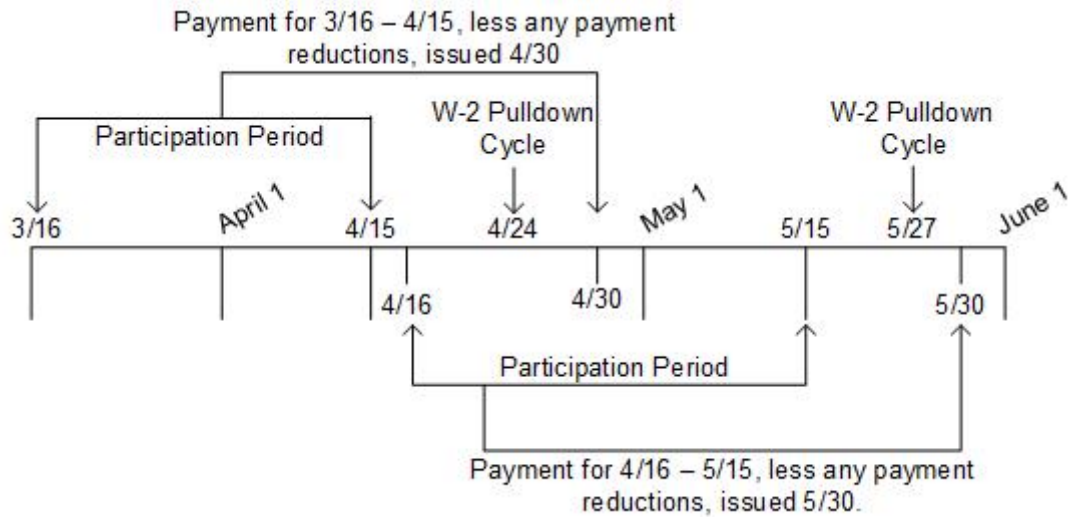 Payment for 3/16 – 4/15, less any payment
reductions, issued 4/30
W-2 Pulldown
Cycle
W-2 Pulldown
Cycle
Participation Period
3/16
April 1
4/15
4/24
May 1
5/15
5/27
June 1
4/16
4/30
5/30
Participation Period
Payment for 4/16 – 5/15, less any payment
reductions, issued 5/30.